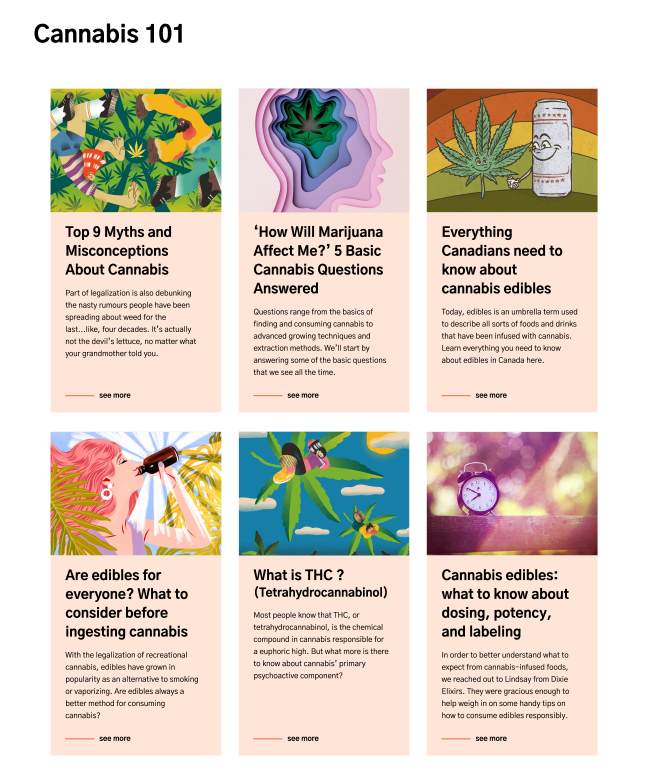 Cannabis 101
Top 9 Myths and
Misconceptions
About Cannabis
Part of legalization is also debunking
the nasty rumours people have been
spreading about weed for the
last...like, four decades. It's actually
not the devil's lettuce, no matter what
your grandmother told you.
see more
‘How Will Marijuana
Affect Me?’ 5 Basic
Cannabis Questions
Answered
Questions range from the basics of
finding and consuming cannabis to
advanced growing techniques and
extraction methods. We'll start by
answering some of the basic questions
that we see all the time.
see more
Everything
Canadians need to
know about
cannabis edibles
Today, edibles is an umbrella term used
to describe all sorts of foods and drinks
that have been infused with cannabis.
Learn everything you need to know
about edibles in Canada here.
see more
Are edibles for
everyone? What to
consider before
ingesting cannabis
With the legalization of recreational
cannabis, edibles have grown in
popularity as an alternative to smoking
or vaporizing. Are edibles always a
better method for consuming
cannabis?
see more
What is THC ?
(Tetrahydrocannabinol)
Most people know that THC, or
tetrahydrocannabinol, is the chemical
compound in cannabis responsible for
a euphoric high. But what more is there
to know about cannabis' primary
psychoactive component?
see more
Cannabis edibles:
what to know about
dosing, potency,
and labeling
In order to better understand what to
expect from cannabis-infused foods,
we reached out to Lindsay from Dixie
Elixirs. They were gracious enough to
help weigh in on some handy tips on
how to consume edibles responsibly.
see more